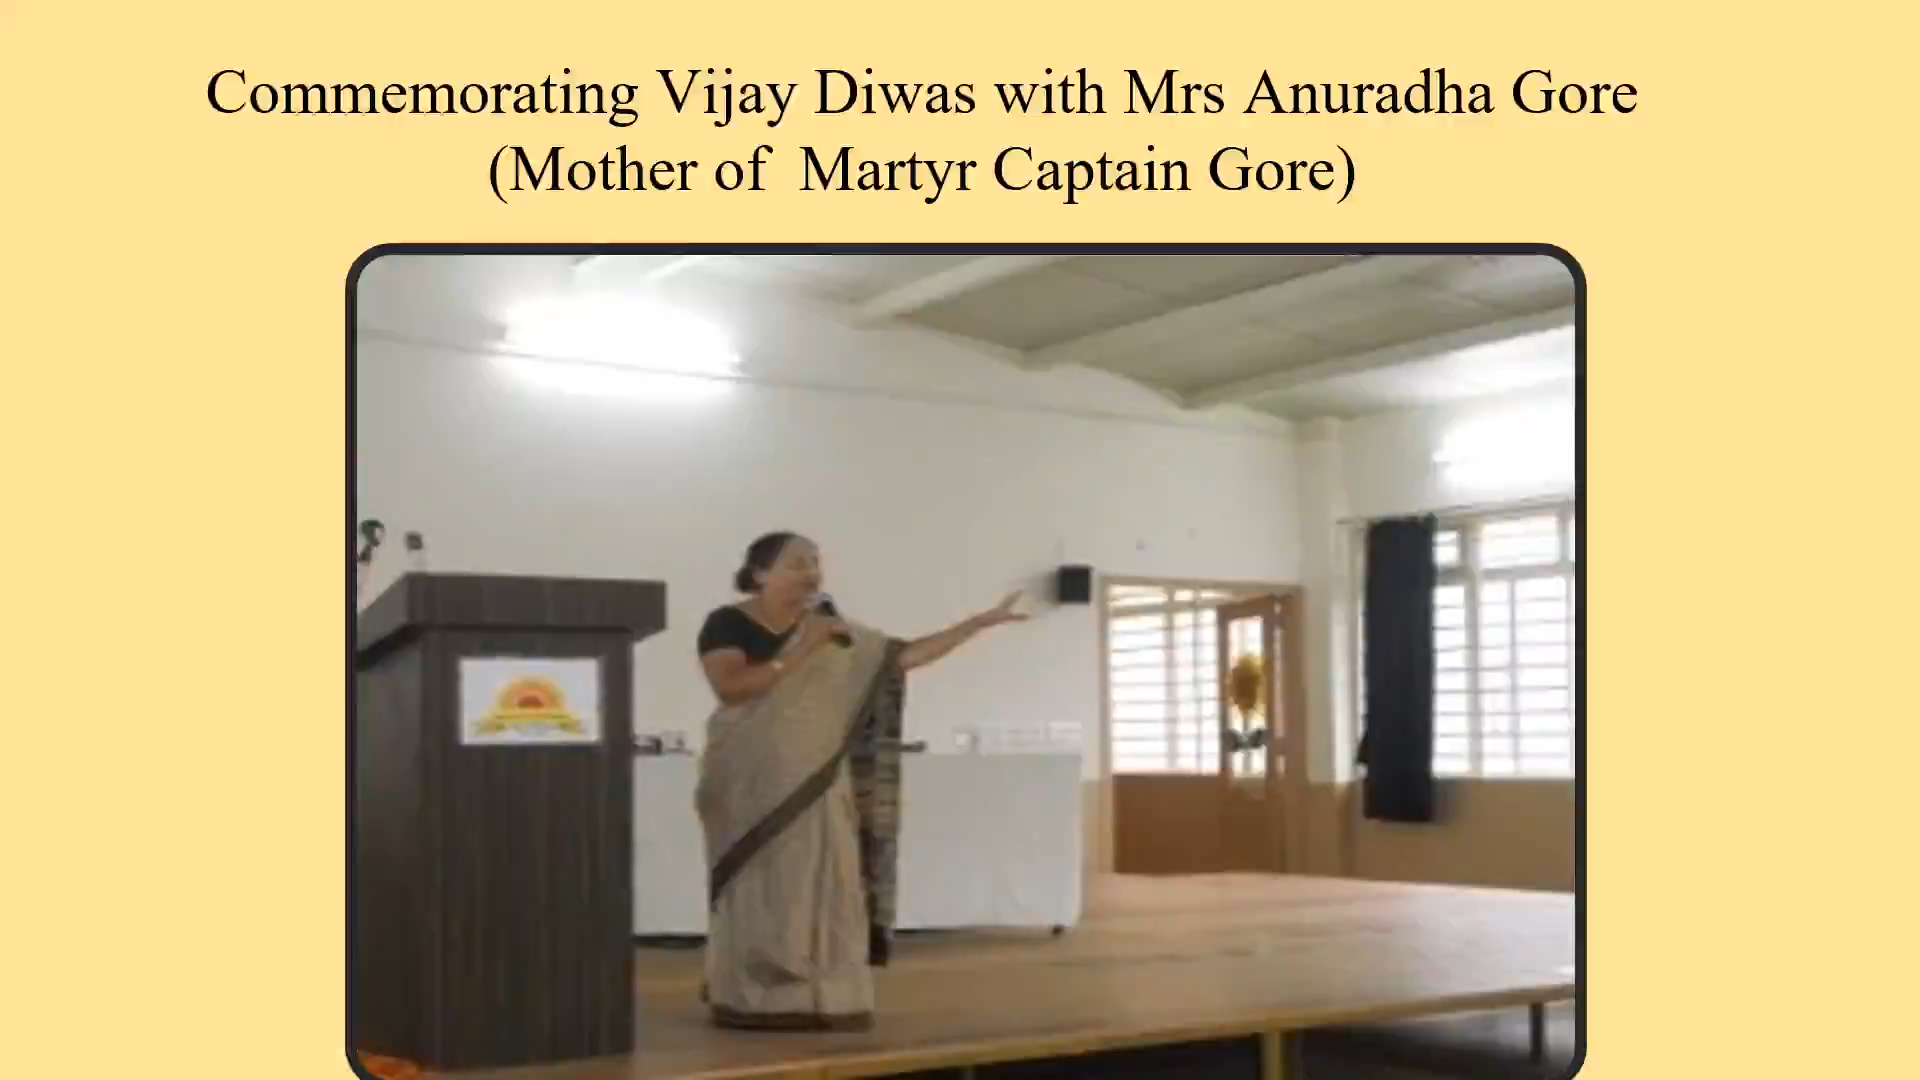 Commemorating Vijay Diwas with Mrs Anuradha Gore
(Mother of  Martyr Captain Gore)